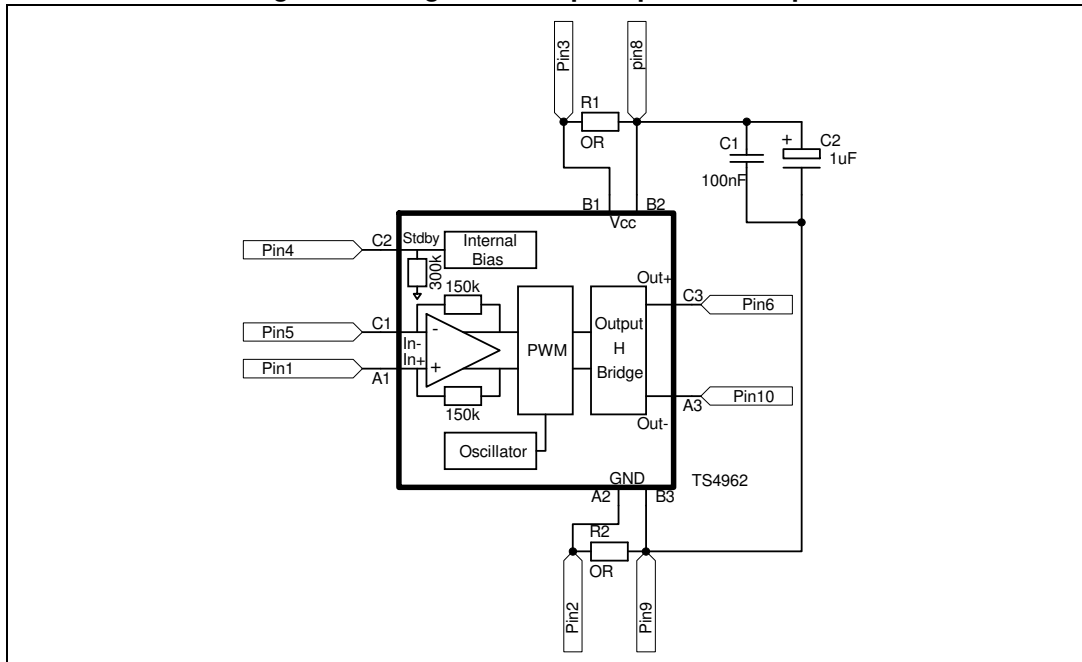 Pin3
pin8
R1
OR
C1
100nF
+
C2
1uF
B1
Vcc
B2
Pin4
C2
Stdby
300k
Internal
Bias
150k
Out+
C3
Pin6
Pin5
C1
In-
-
PWM
Output
H
Bridge
Pin1
A1
In+
+
150k
Pin10
A3
Out-
Oscillator
GND
TS4962
A2
B3
R2
OR
Pin2
Pin9